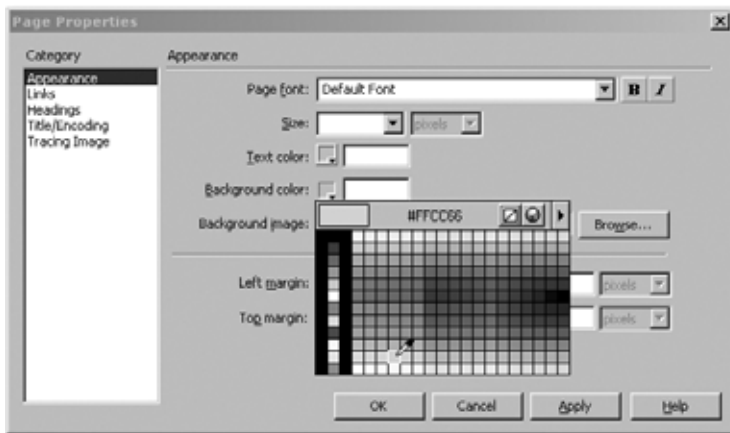 Page Properties
Category
Appearance
Appearance
Links
Headings
Title/Encoding
Tracing Image
Page font: Default Font B I
Size: pixels
Text color:
Background color:
#FFCC66
Background image: Browse...
Left margin: pixels
Top margin: pixels
OK Cancel Apply Help